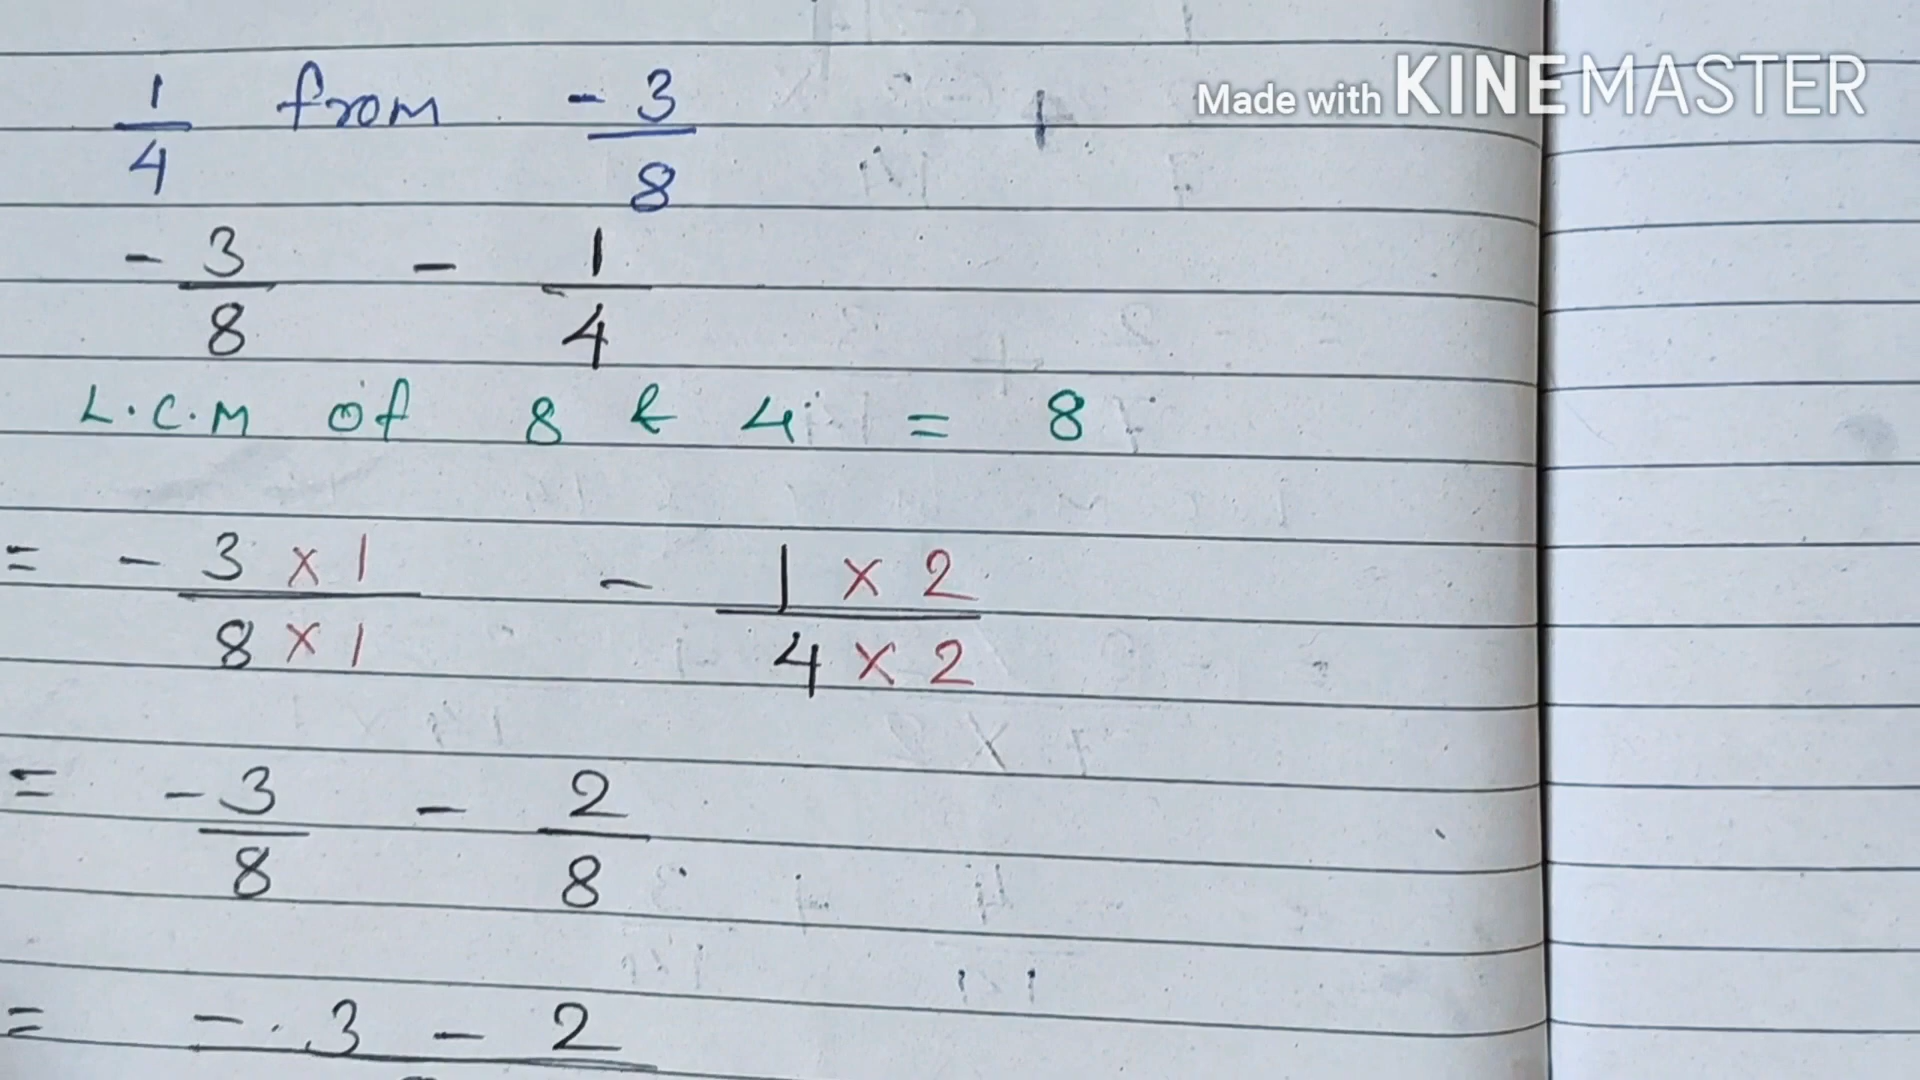 Made with KINEMASTER
1/4 from -3/8
-3/8 - 1/4
L.C.M of 8 & 4 = 8
= -3 × 1 / 8 × 1 - 1 × 2 / 4 × 2
= -3/8 - 2/8
= -3 - 2